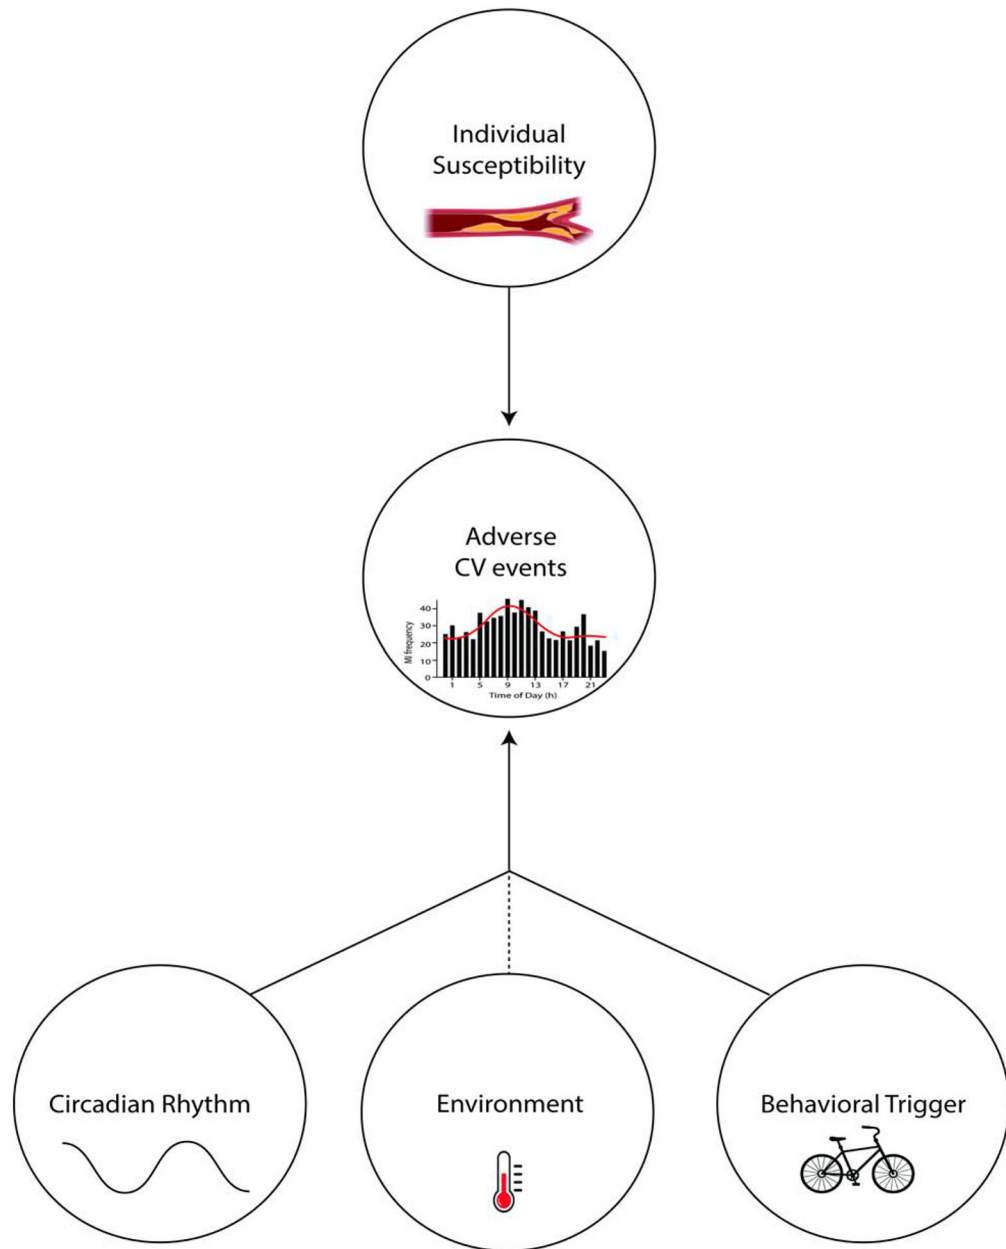 Individual
Susceptibility
Adverse
CV events
MI frequency
40
30
20
10
0
1 5 9 13 17 21
Time of Day (h)
Circadian Rhythm
Environment
Behavioral Trigger